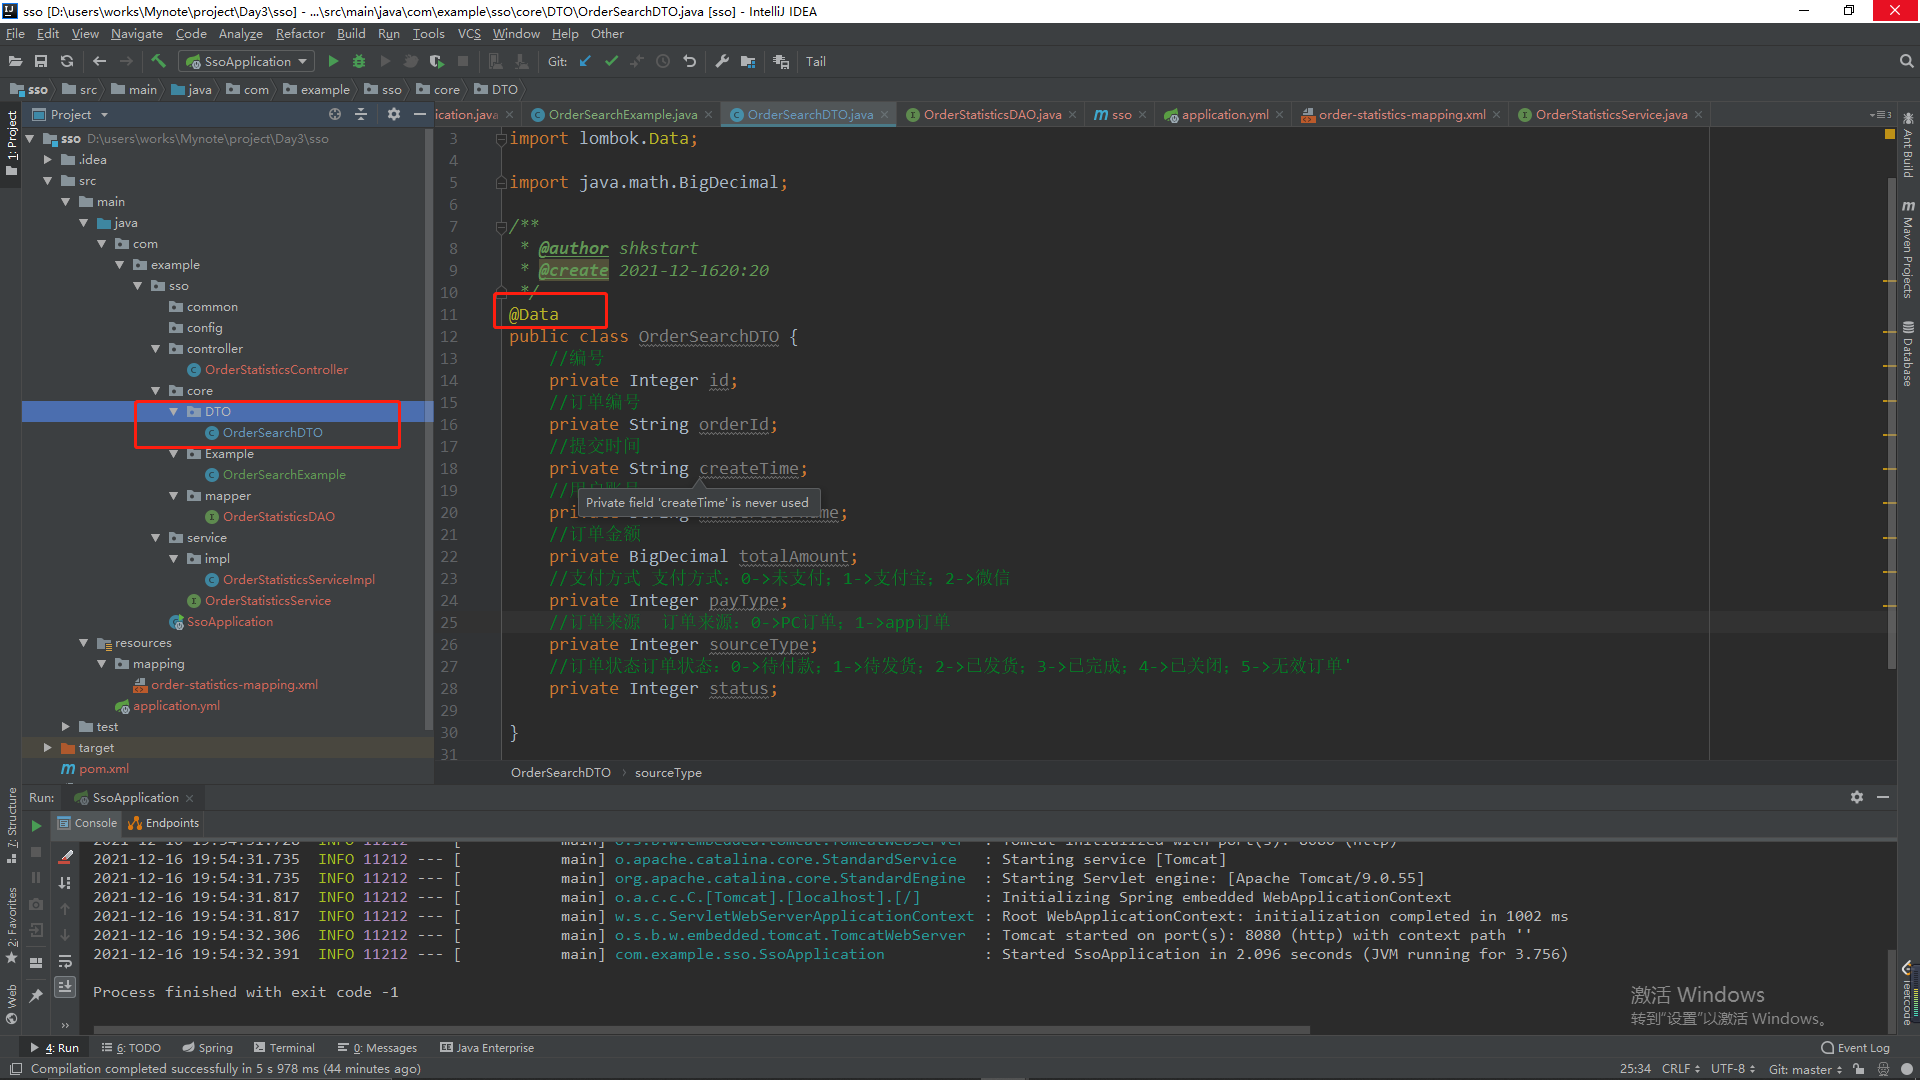 sso [D:\users\works\Mynote\project\Day3\sso] - ...\src\main\java\com\example\sso\core\DTO\OrderSearchDTO.java [sso] - IntelliJ IDEA
File Edit View Navigate Code Analyze Refactor Build Run Tools VCS Window Help Other
SsoApplication Git: Tail
sso src main java com example sso core DTO
Project
ication.java OrderSearchExample.java OrderSearchDTO.java OrderStatisticsDAO.java sso application.yml order-statistics-mapping.xml OrderStatisticsService.java
1: Project
sso D:\users\works\Mynote\project\Day3\sso
.idea
src
main
java
com
example
sso
common
config
controller
OrderStatisticsController
core
DTO
OrderSearchDTO
Example
OrderSearchExample
mapper
OrderStatisticsDAO
service
impl
OrderStatisticsServiceImpl
OrderStatisticsService
SsoApplication
resources
mapping
order-statistics-mapping.xml
application.yml
test
target
pom.xml
3 import lombok.Data;
4
5 import java.math.BigDecimal;
6
7 /**
8 * @author shkstart
9 * @create 2021-12-1620:20
10 */
11 @Data
12 public class OrderSearchDTO {
13 //编号
14 private Integer id;
15 //订单编号
16 private String orderId;
17 //提交时间
18 private String createTime;
19
Private field 'createTime' is never used
20
21 //订单金额
22 private BigDecimal totalAmount;
23 //支付方式 支付方式：0->未支付；1->支付宝；2->微信
24 private Integer payType;
25 //订单来源 订单来源：0->PC订单；1->app订单
26 private Integer sourceType;
27 //订单状态订单状态：0->待付款；1->待发货；2->已发货；3->已完成；4->已关闭；5->无效订单'
28 private Integer status;
29
30 }
31
OrderSearchDTO › sourceType
Ant Build
Maven Projects
Database
leetcode
7: Structure
2: Favorites
Web
Run: SsoApplication
Console Endpoints
2021-12-16 19:54:31.728 INFO 11212 --- [ main] o.s.b.w.embedded.tomcat.TomcatWebServer : Tomcat initialized with port(s): 8080 (http)
2021-12-16 19:54:31.735 INFO 11212 --- [ main] o.apache.catalina.core.StandardService : Starting service [Tomcat]
2021-12-16 19:54:31.735 INFO 11212 --- [ main] org.apache.catalina.core.StandardEngine : Starting Servlet engine: [Apache Tomcat/9.0.55]
2021-12-16 19:54:31.817 INFO 11212 --- [ main] o.a.c.c.C.[Tomcat].[localhost].[/] : Initializing Spring embedded WebApplicationContext
2021-12-16 19:54:31.817 INFO 11212 --- [ main] w.s.c.ServletWebServerApplicationContext : Root WebApplicationContext: initialization completed in 1002 ms
2021-12-16 19:54:32.306 INFO 11212 --- [ main] o.s.b.w.embedded.tomcat.TomcatWebServer : Tomcat started on port(s): 8080 (http) with context path ''
2021-12-16 19:54:32.391 INFO 11212 --- [ main] com.example.sso.SsoApplication : Started SsoApplication in 2.096 seconds (JVM running for 3.756)
Process finished with exit code -1
激活 Windows
转到"设置"以激活 Windows。
4: Run 6: TODO Spring Terminal 0: Messages Java Enterprise Event Log
Compilation completed successfully in 5 s 978 ms (44 minutes ago) 25:34 CRLF UTF-8 Git: master